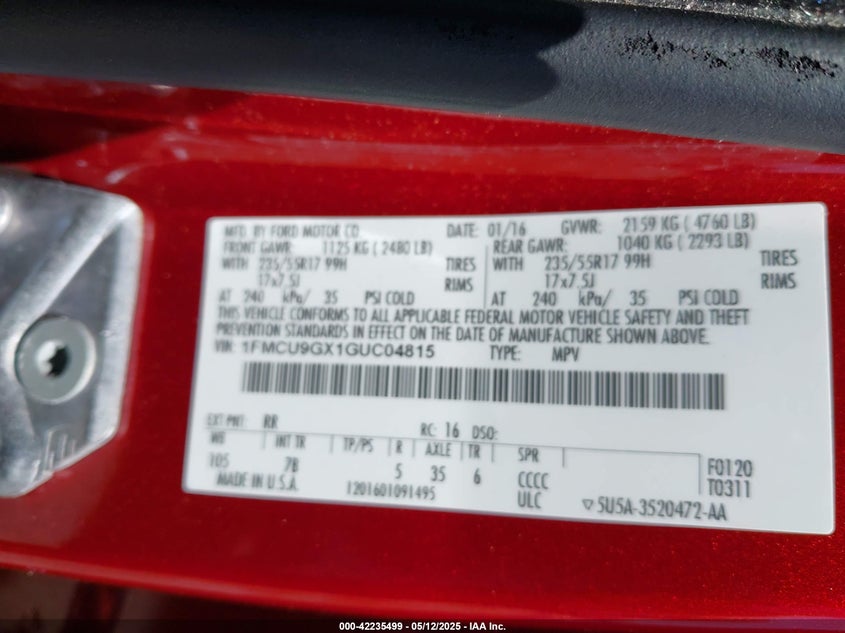 MFD. BY FORD MOTOR CO. DATE: 01/16 GVWR: 2159 KG ( 4760 LB)
FRONT GAWR: 1125 KG ( 2480 LB) REAR GAWR: 1040 KG ( 2293 LB)
WITH 235/55R17 99H TIRES WITH 235/55R17 99H TIRES
17x7.5J RIMS 17x7.5J RIMS
AT 240 kPa/ 35 PSI COLD AT 240 kPa/ 35 PSI COLD
THIS VEHICLE CONFORMS TO ALL APPLICABLE FEDERAL MOTOR VEHICLE SAFETY AND THEFT
PREVENTION STANDARDS IN EFFECT ON THE DATE OF MANUFACTURE SHOWN ABOVE.
VIN: 1FMCU9GX1GUC04815 TYPE: MPV
EXT PNT: RR RC: 16 DSO:
WB INT TR TP/PS R AXLE TR SPR
105 7B 5 35 6 CCCC F0120
MADE IN U.S.A. 1201601091495 ULC T0311
▽ 5U5A-3520472-AA
000-42235499 - 05/12/2025 - IAA Inc.